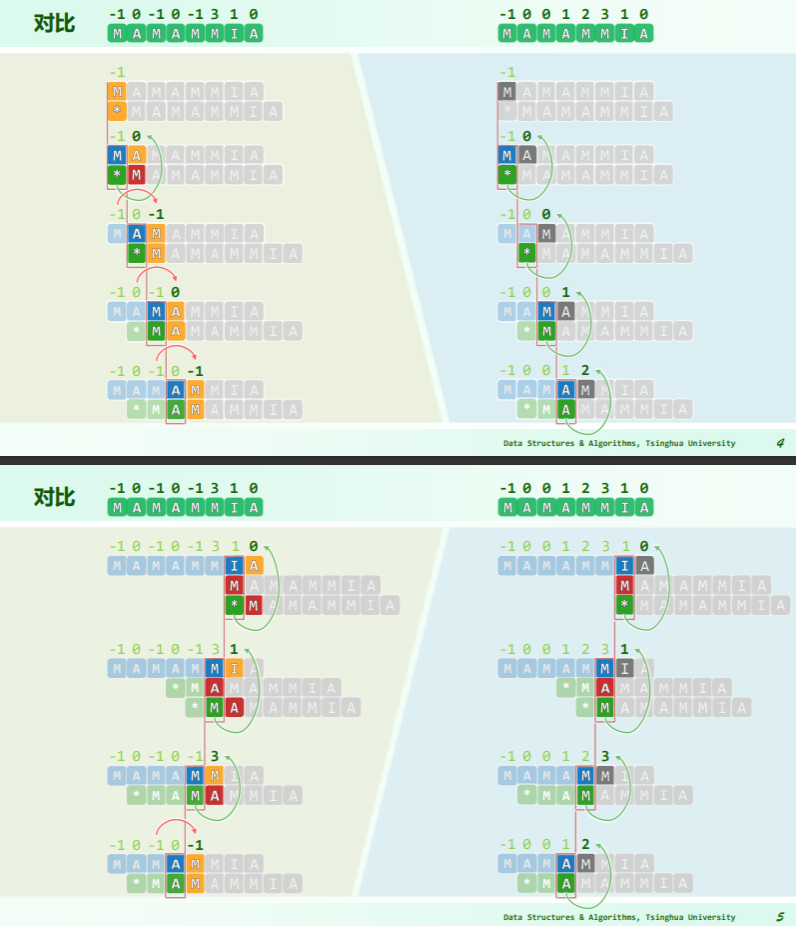 对比
-1 0 -1 0 -1 3 1 0
M A M A M M I A
-1 0 0 1 2 3 1 0
M A M A M M I A
-1
M A M A M M I A
* M A M A M M I A
-1 0
M A M A M M I A
* M A M A M M I A
-1 0 -1
M A M A M M I A
* M A M A M M I A
-1 0 -1 0
M A M A M M I A
* M A M A M M I A
-1 0 -1 0 -1
M A M A M M I A
* M A M A M M I A
-1
M A M A M M I A
* M A M A M M I A
-1 0
M A M A M M I A
* M A M A M M I A
-1 0 0
M A M A M M I A
* M A M A M M I A
-1 0 0 1
M A M A M M I A
* M A M A M M I A
-1 0 0 1 2
M A M A M M I A
* M A M A M M I A
Data Structures & Algorithms, Tsinghua University 4
对比
-1 0 -1 0 -1 3 1 0
M A M A M M I A
-1 0 0 1 2 3 1 0
M A M A M M I A
-1 0 -1 0 -1 3 1 0
M A M A M M I A
M A M A M M I A
* M A M A M M I A
-1 0 -1 0 -1 3 1
M A M A M M I A
* M A M A M M I A
* M A M A M M I A
-1 0 -1 0 -1 3
M A M A M M I A
* M A M A M M I A
-1 0 -1 0 -1
M A M A M M I A
* M A M A M M I A
-1 0 0 1 2 3 1 0
M A M A M M I A
M A M A M M I A
* M A M A M M I A
-1 0 0 1 2 3 1
M A M A M M I A
* M A M A M M I A
* M A M A M M I A
-1 0 0 1 2 3
M A M A M M I A
* M A M A M M I A
-1 0 0 1 2
M A M A M M I A
* M A M A M M I A
Data Structures & Algorithms, Tsinghua University 5